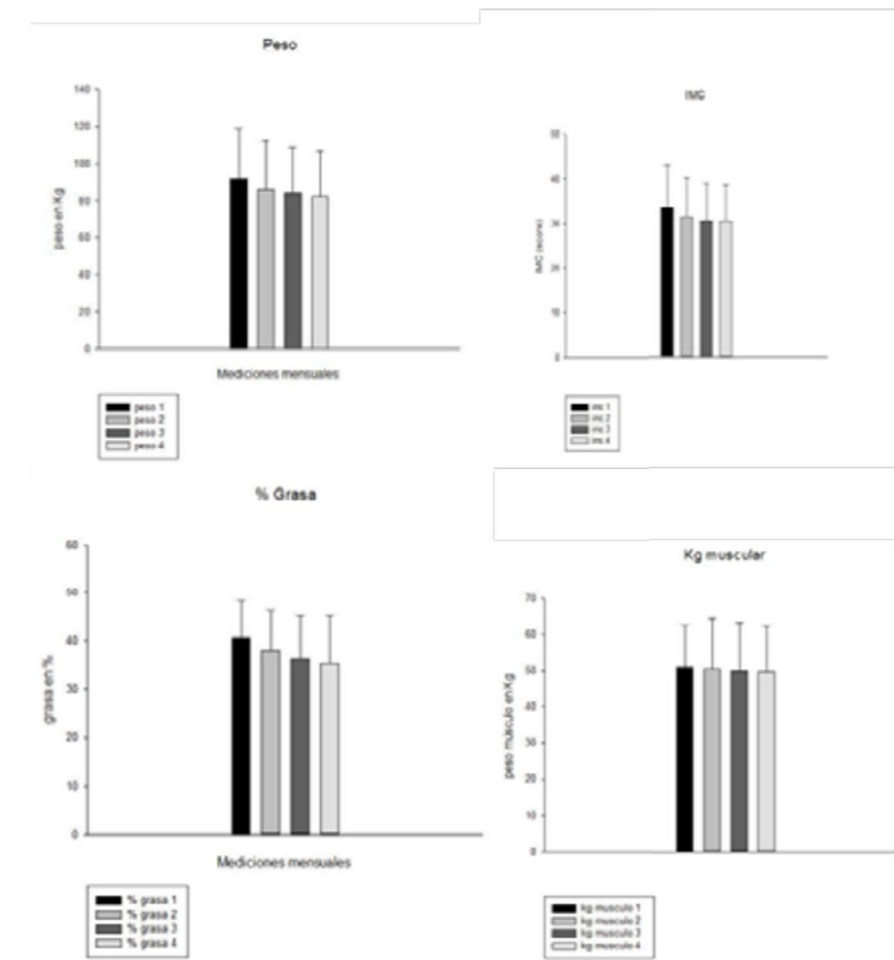 Peso
140
120
100
80
60
40
20
0
peso en Kg
Mediciones mensuales
peso 1
peso 2
peso 3
peso 4
IMC
50
40
30
20
10
0
IMC (score)
imc 1
imc 2
imc 3
imc 4
% Grasa
60
50
40
30
20
10
0
grasa en %
Mediciones mensuales
% grasa 1
% grasa 2
% grasa 3
% grasa 4
Kg muscular
70
60
50
40
30
20
10
0
peso músculo en Kg
kg musculo 1
kg musculo 2
kg musculo 3
kg musculo 4